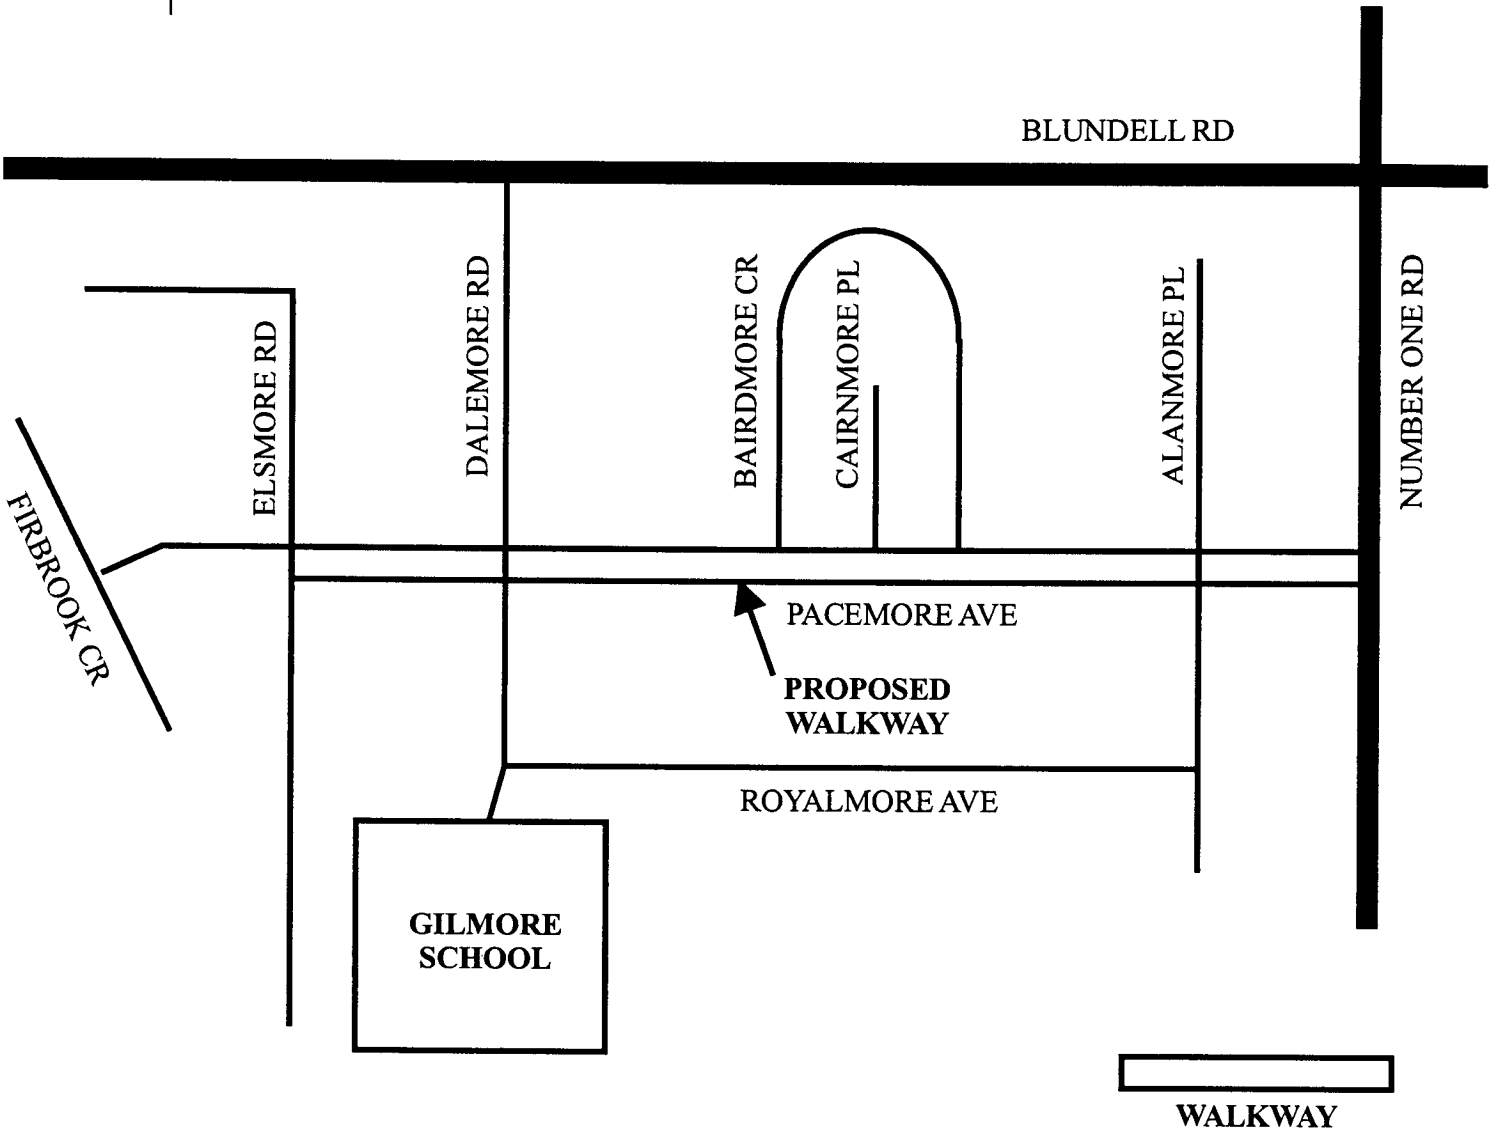 BLUNDELL RD
ELSMORE RD
DALEMORE RD
BAIRDMORE CR
CAIRNMORE PL
ALANMORE PL
NUMBER ONE RD
FIRBROOK CR
PACEMORE AVE
PROPOSED
WALKWAY
ROYALMORE AVE
GILMORE
SCHOOL
WALKWAY